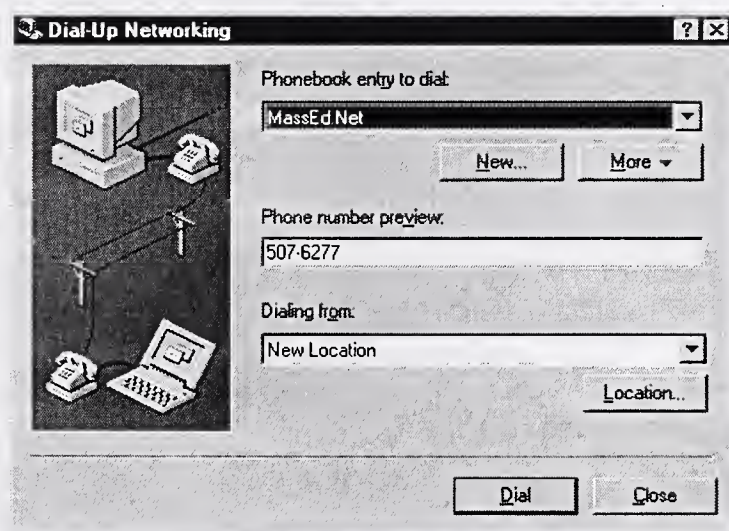 Dial-Up Networking
Phonebook entry to dial:
MassEd.Net
New... More
Phone number preview:
507-6277
Dialing from:
New Location
Location...
Dial Close